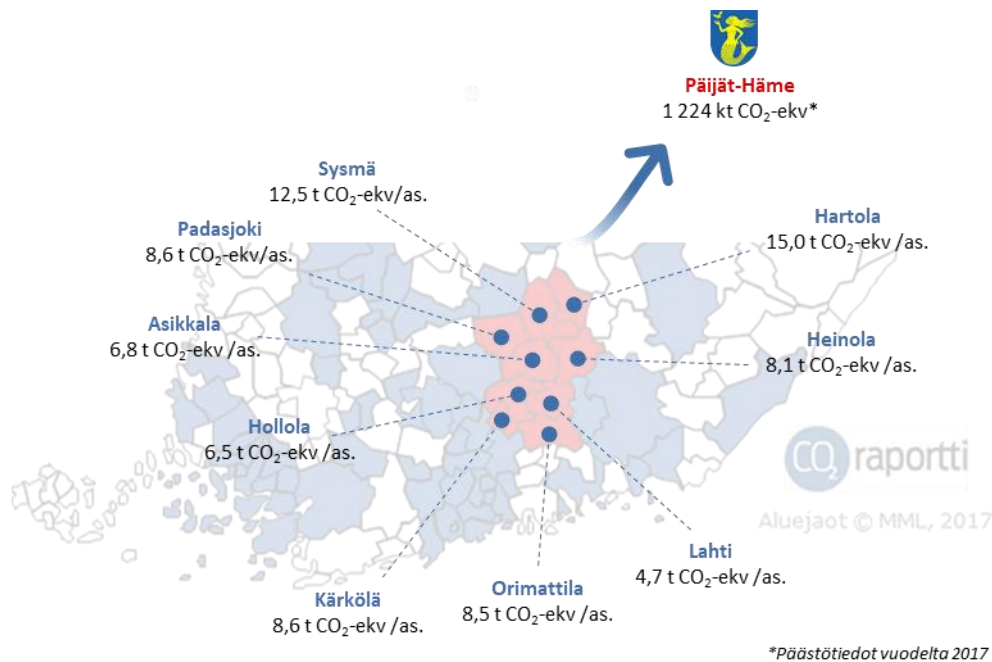 Päijät-Häme
1 224 kt CO₂-ekv*
Sysmä
12,5 t CO₂-ekv/as.
Padasjoki
8,6 t CO₂-ekv/as.
Hartola
15,0 t CO₂-ekv /as.
Asikkala
6,8 t CO₂-ekv /as.
Heinola
8,1 t CO₂-ekv /as.
Hollola
6,5 t CO₂-ekv /as.
CO₂ raportti
Aluejaot © MML, 2017
Lahti
4,7 t CO₂-ekv /as.
Orimattila
8,5 t CO₂-ekv /as.
Kärkölä
8,6 t CO₂-ekv /as.
*Päästötiedot vuodelta 2017